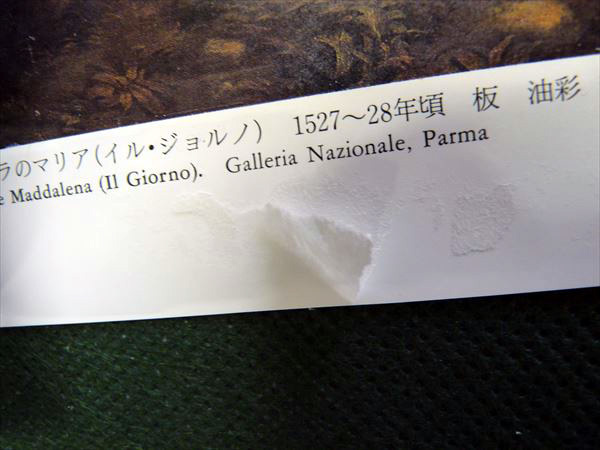 ラのマリア(イル・ジョルノ) 1527〜28年頃 板 油彩
e Maddalena (Il Giorno). Galleria Nazionale, Parma